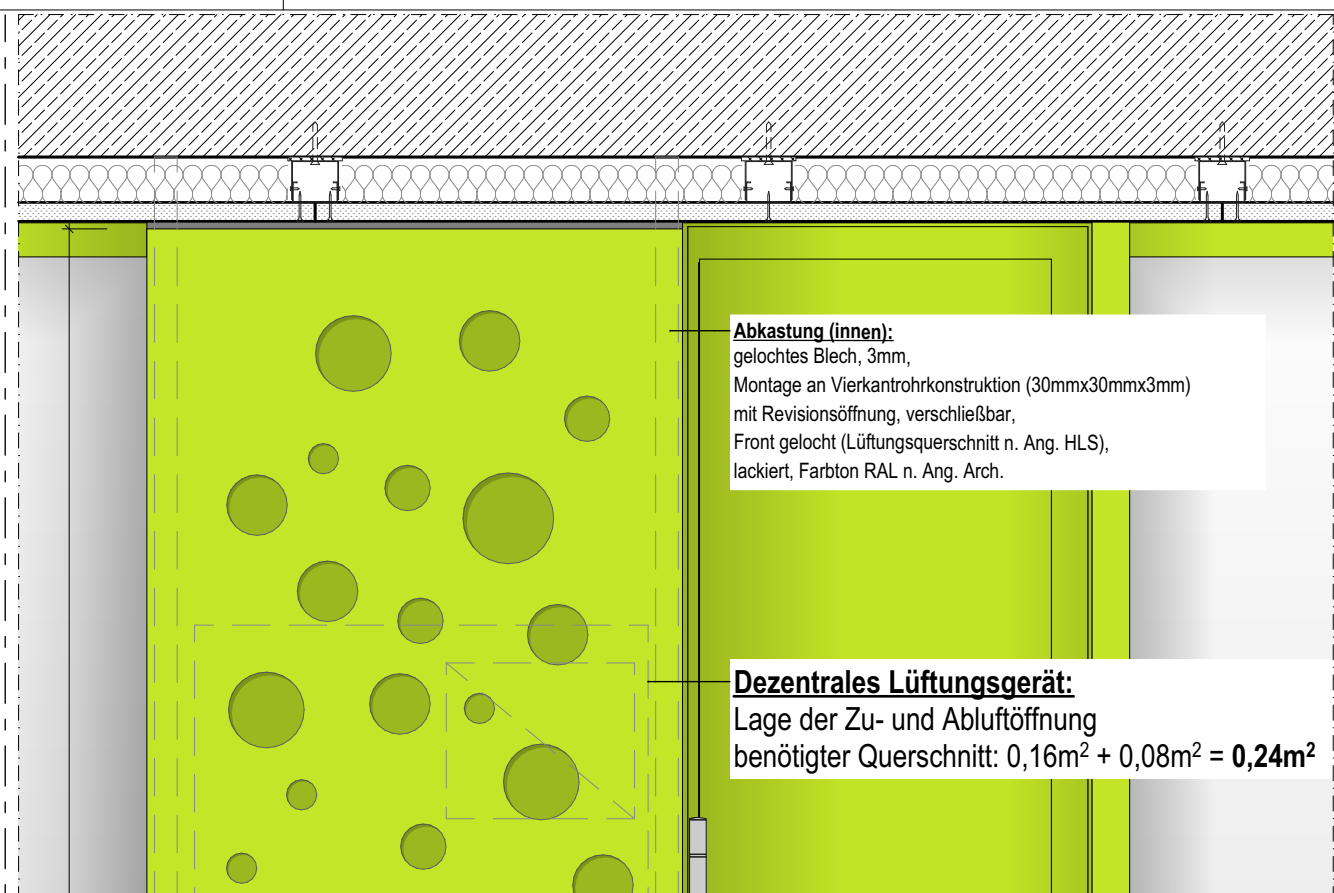 Abkastung (innen):
gelochtes Blech, 3mm,
Montage an Vierkantrohrkonstruktion (30mmx30mmx3mm)
mit Revisionsöffnung, verschließbar,
Front gelocht (Lüftungsquerschnitt n. Ang. HLS),
lackiert, Farbton RAL n. Ang. Arch.
Dezentrales Lüftungsgerät:
Lage der Zu- und Abluftöffnung
benötigter Querschnitt: 0,16m² + 0,08m² = 0,24m²